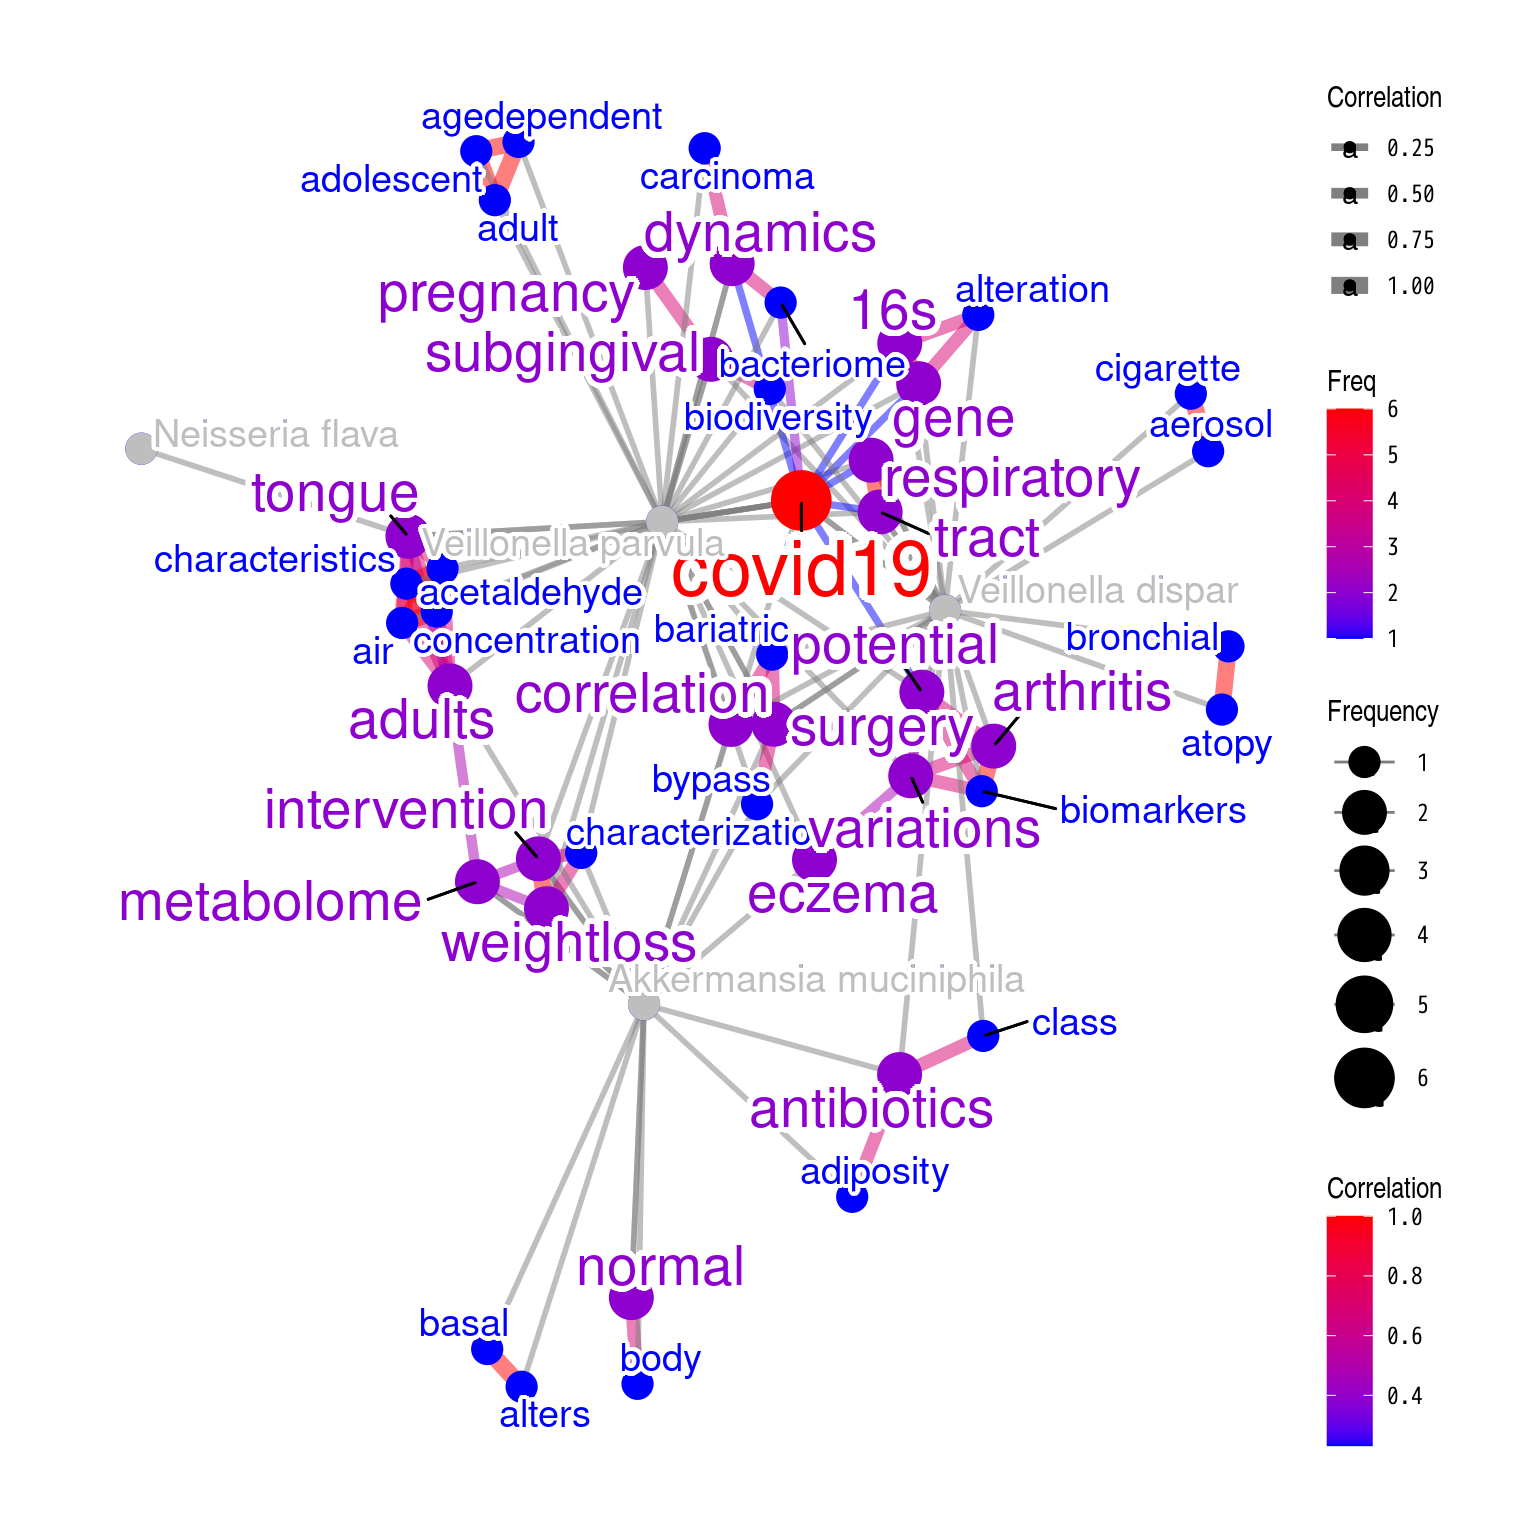 agedependent
adolescent
adult
carcinoma
dynamics
pregnancy
subgingival
bacteriome
biodiversity
16s
alteration
gene
cigarette
aerosol
respiratory
tract
covid19
Neisseria flava
tongue
Veillonella parvula
characteristics
acetaldehyde
concentration
air
adults
Veillonella dispar
bariatric
potential
bronchial
correlation
surgery
arthritis
atopy
bypass
biomarkers
intervention
characterizatio
variations
metabolome
eczema
weightloss
Akkermansia muciniphila
class
antibiotics
adiposity
normal
basal
body
alters
Correlation
a 0.25
a 0.50
a 0.75
a 1.00
Freq
6
5
4
3
2
1
Frequency
1
2
3
4
5
6
Correlation
1.0
0.8
0.6
0.4